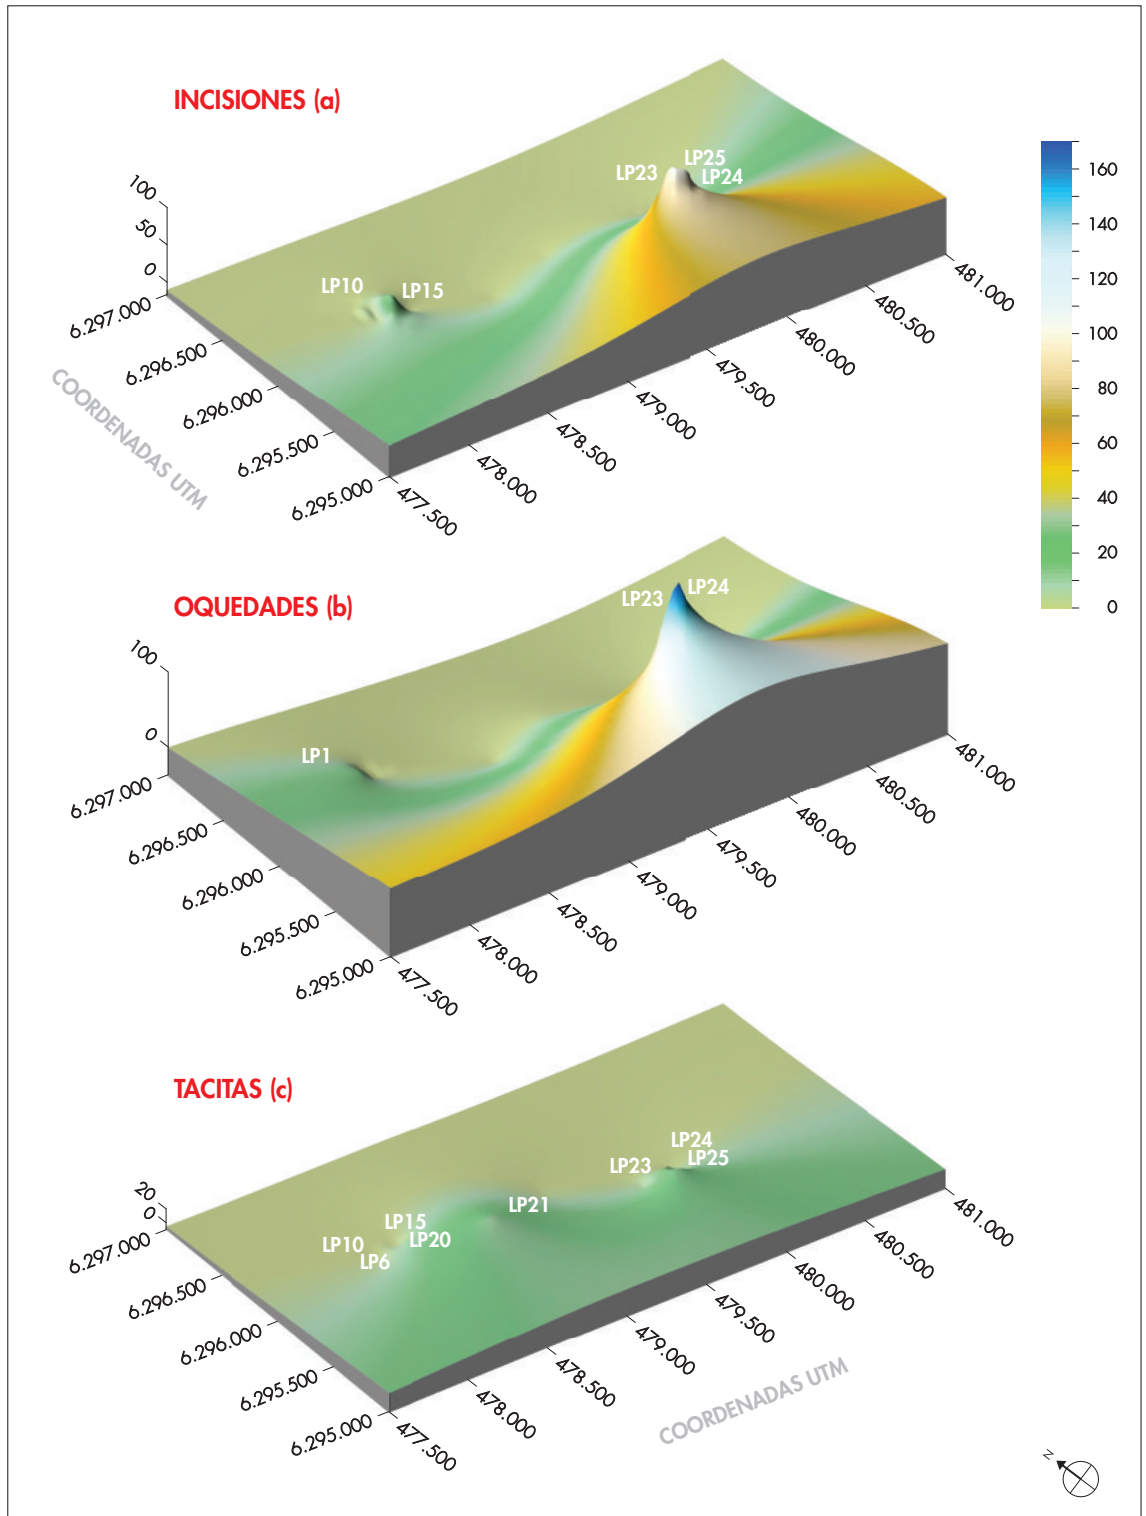 INCISIONES (a)
LP23
LP25
LP24
LP10
LP15
100
50
0
6.297.000
6.296.500
6.296.000
6.295.500
6.295.000
477.500
478.000
478.500
479.000
479.500
480.000
480.500
481.000
COORDENADAS UTM
160
140
120
100
80
60
40
20
0
OQUEDADES (b)
LP23
LP24
LP1
100
0
6.297.000
6.296.500
6.296.000
6.295.500
6.295.000
477.500
478.000
478.500
479.000
479.500
480.000
480.500
481.000
TACITAS (c)
LP24
LP23
LP25
LP21
LP15
LP10
LP20
LP6
20
0
6.297.000
6.296.500
6.296.000
6.295.500
6.295.000
477.500
478.000
478.500
479.000
479.500
480.000
480.500
481.000
COORDENADAS UTM
N